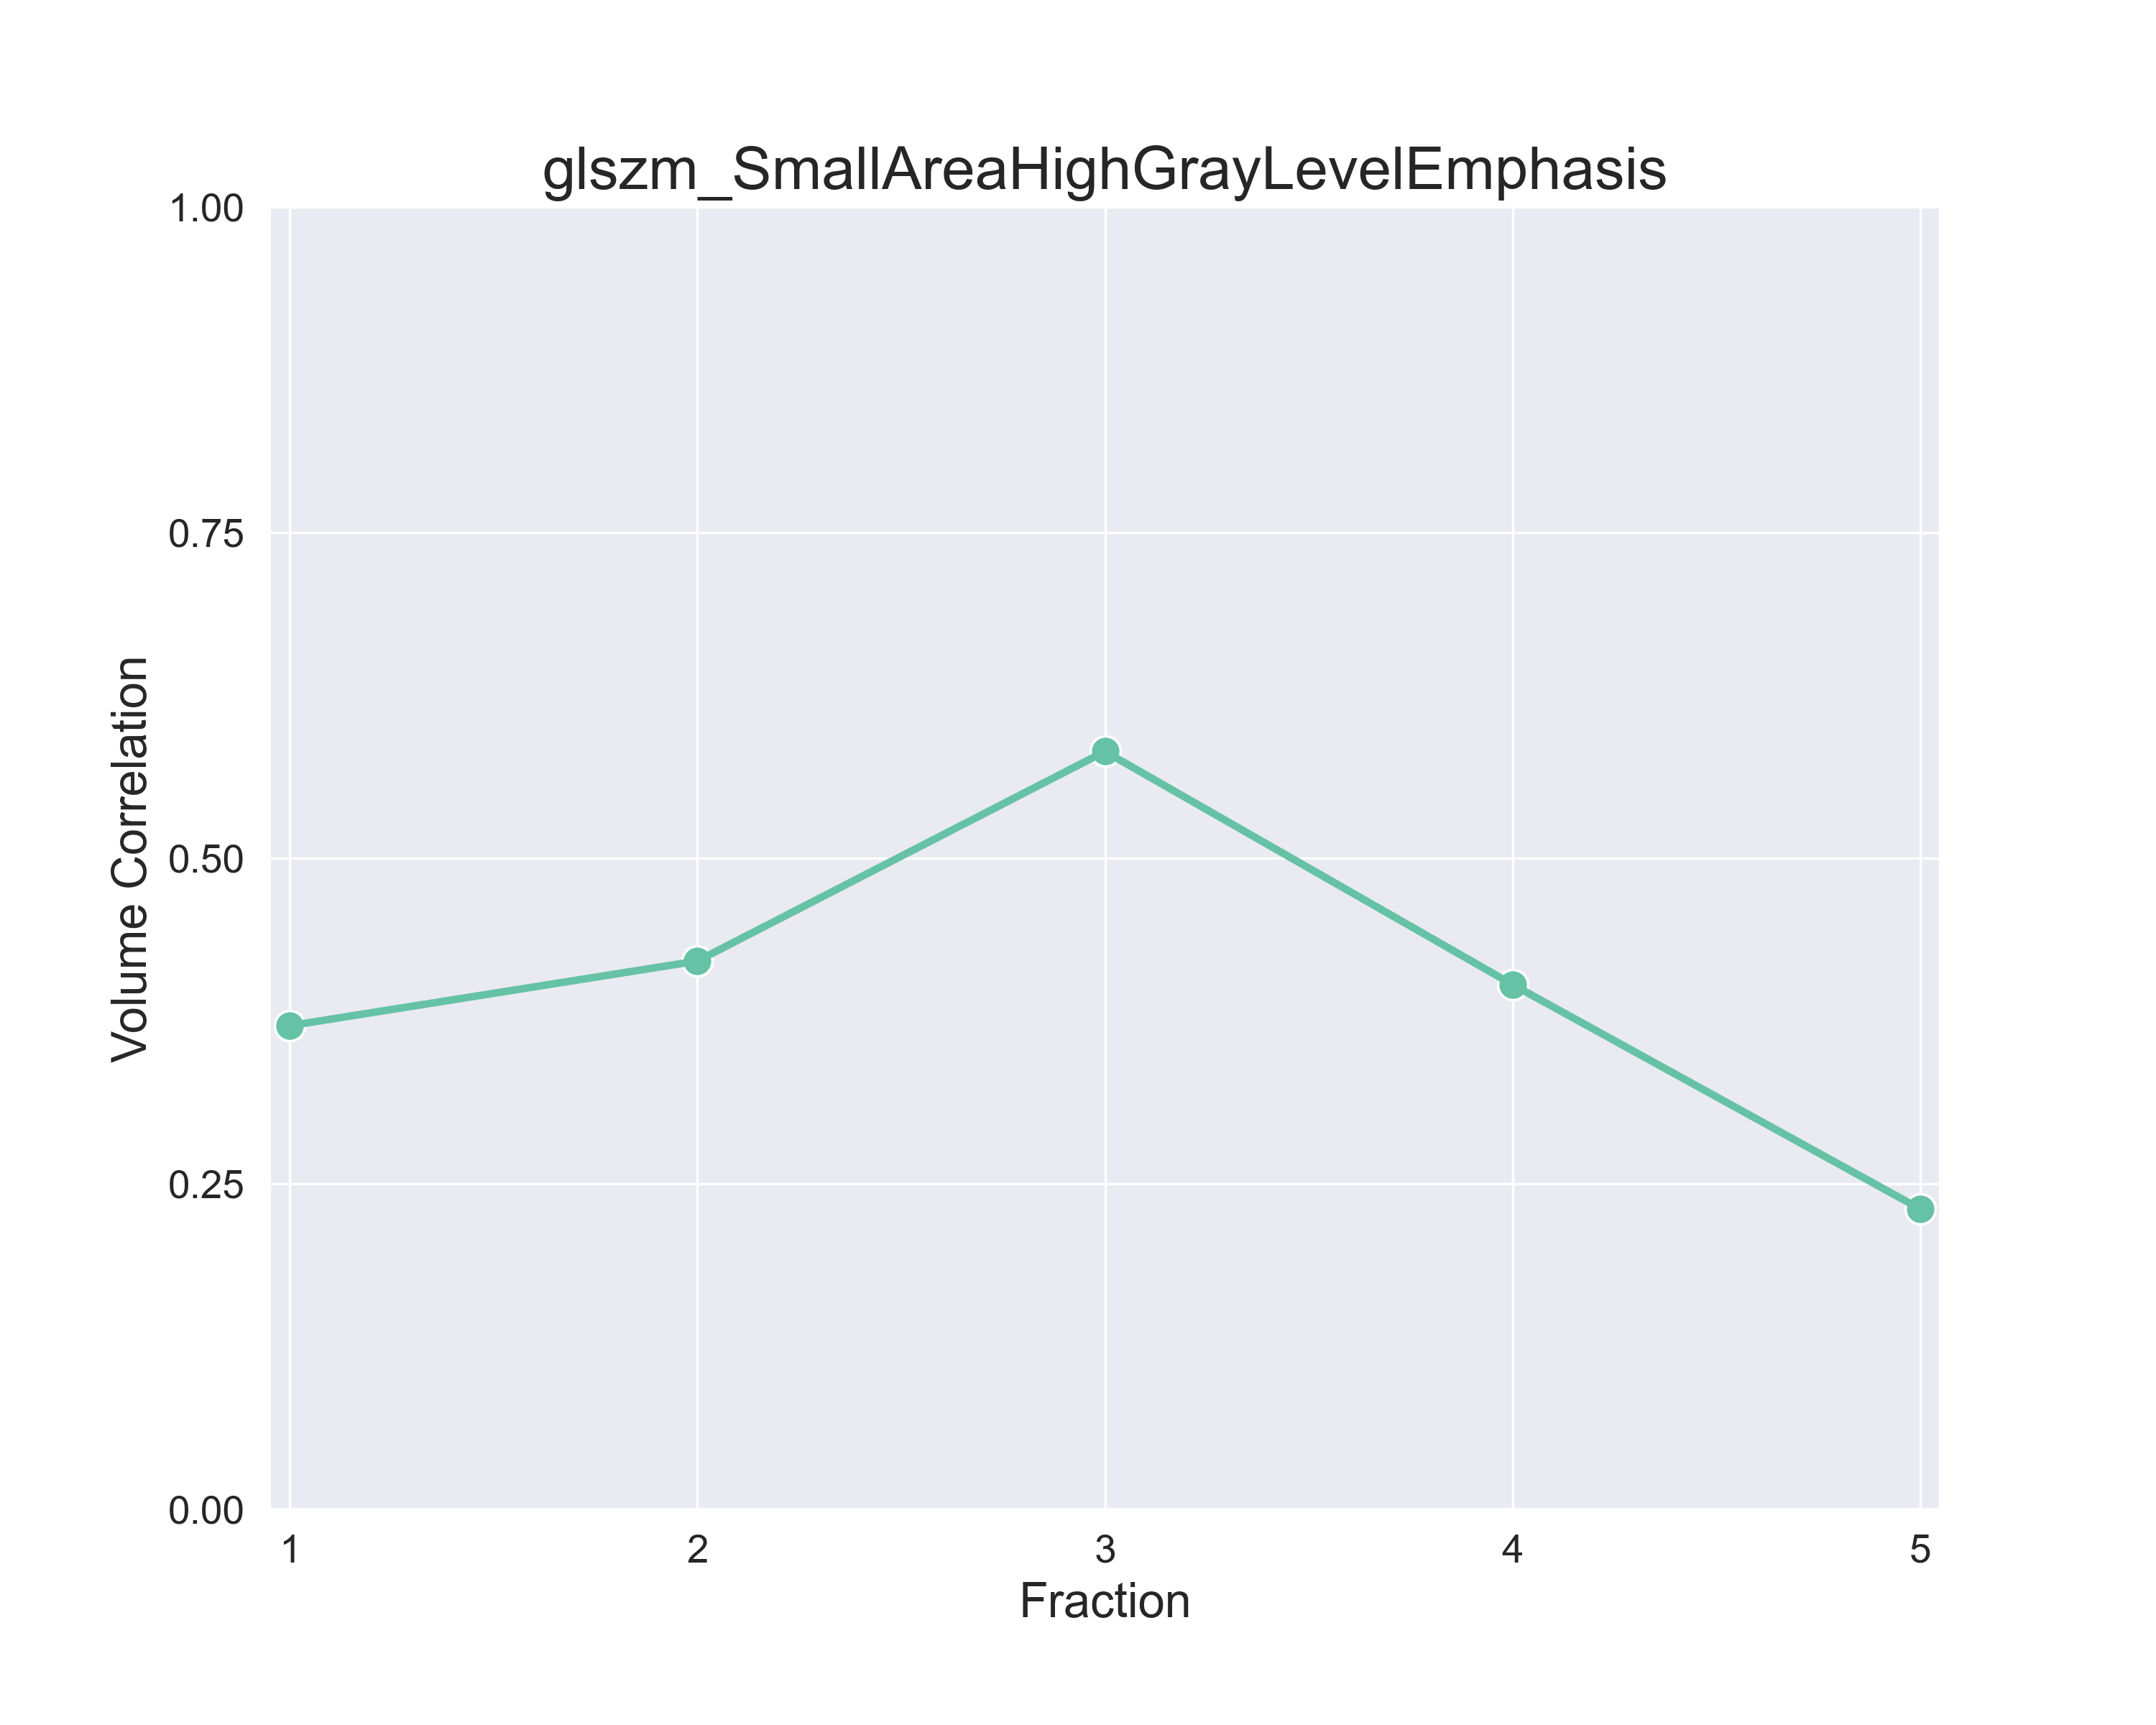 glszm_SmallAreaHighGrayLevelEmphasis
1.00
0.75
0.50
0.25
0.00
Volume Correlation
1 2 3 4 5
Fraction